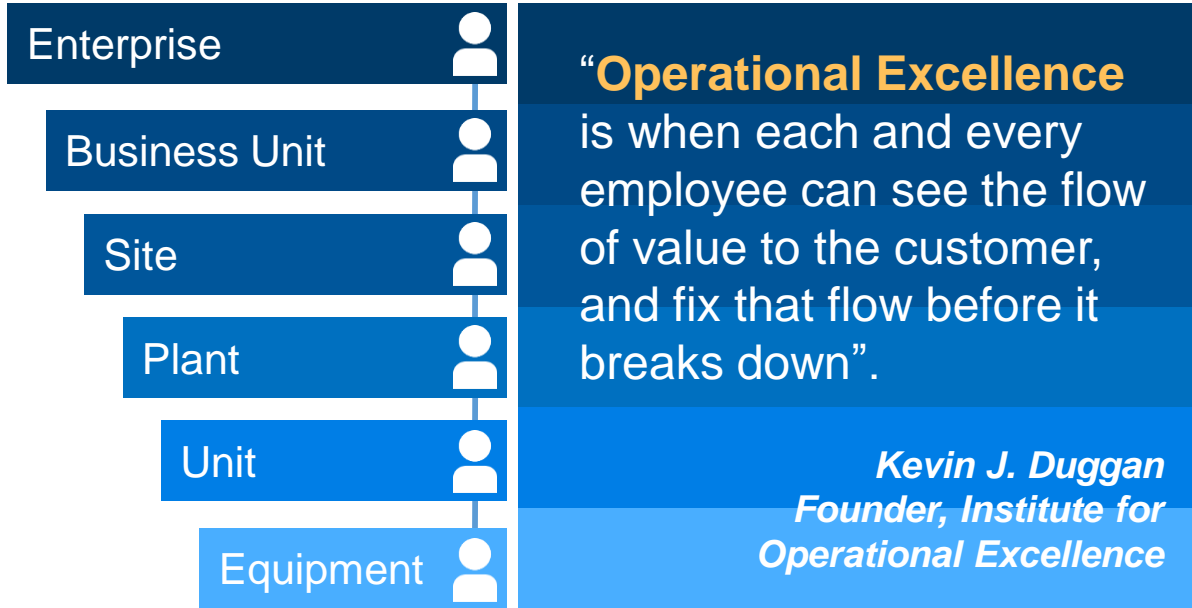 Enterprise
Business Unit
Site
Plant
Unit
Equipment
“Operational Excellence
is when each and every
employee can see the flow
of value to the customer,
and fix that flow before it
breaks down”.
Kevin J. Duggan
Founder, Institute for
Operational Excellence